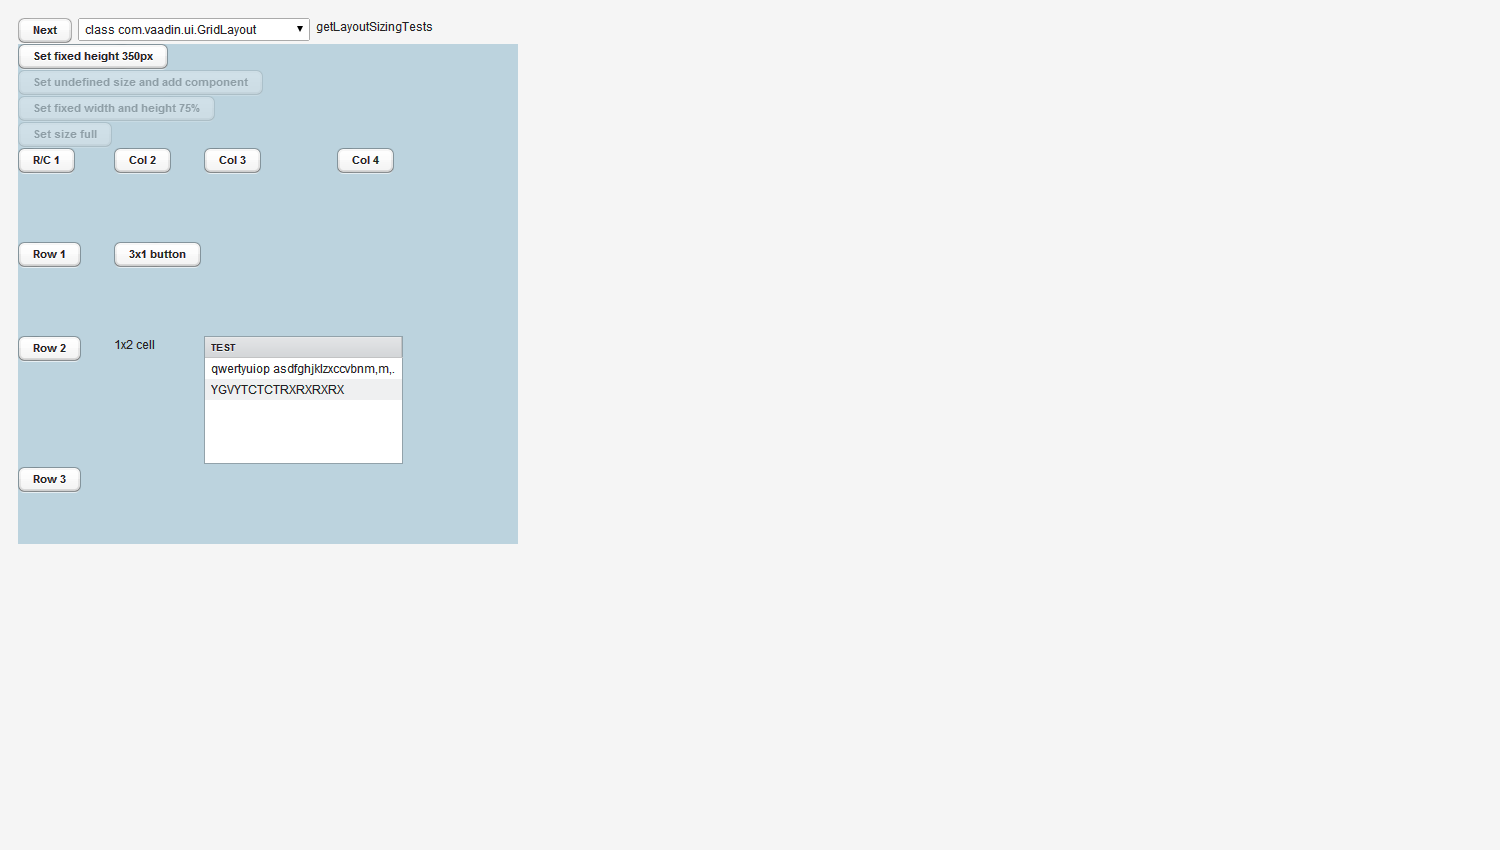 Next class com.vaadin.ui.GridLayout getLayoutSizingTests
Set fixed height 350px
Set undefined size and add component
Set fixed width and height 75%
Set size full
R/C 1 Col 2 Col 3 Col 4
Row 1 3x1 button
Row 2 1x2 cell TEST
qwertyuiop asdfghjklzxccvbnm,m,.
YGVYTCTCTRXRXRXRX
Row 3